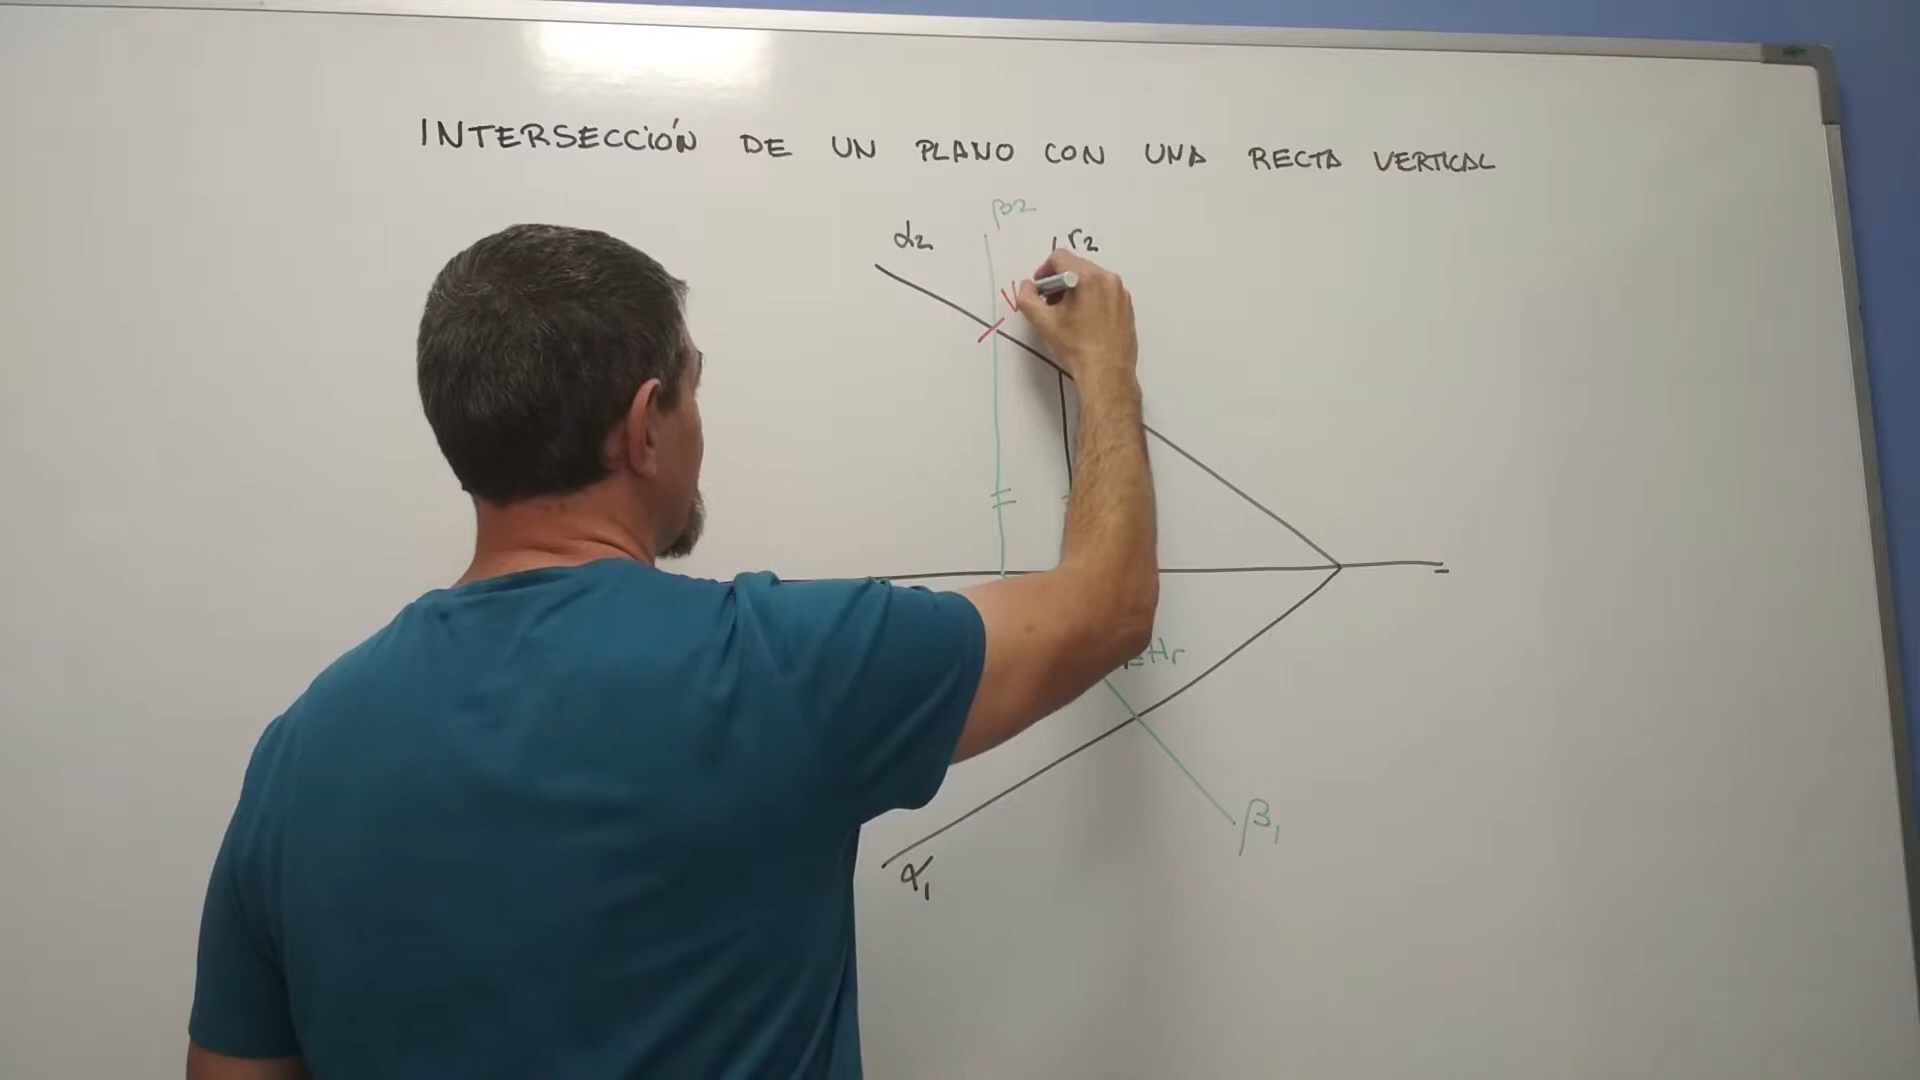 INTERSECCIÓN DE UN PLANO CON UNA RECTA VERTICAL
β2
α2
r2
V
≡Hr
β1
α1